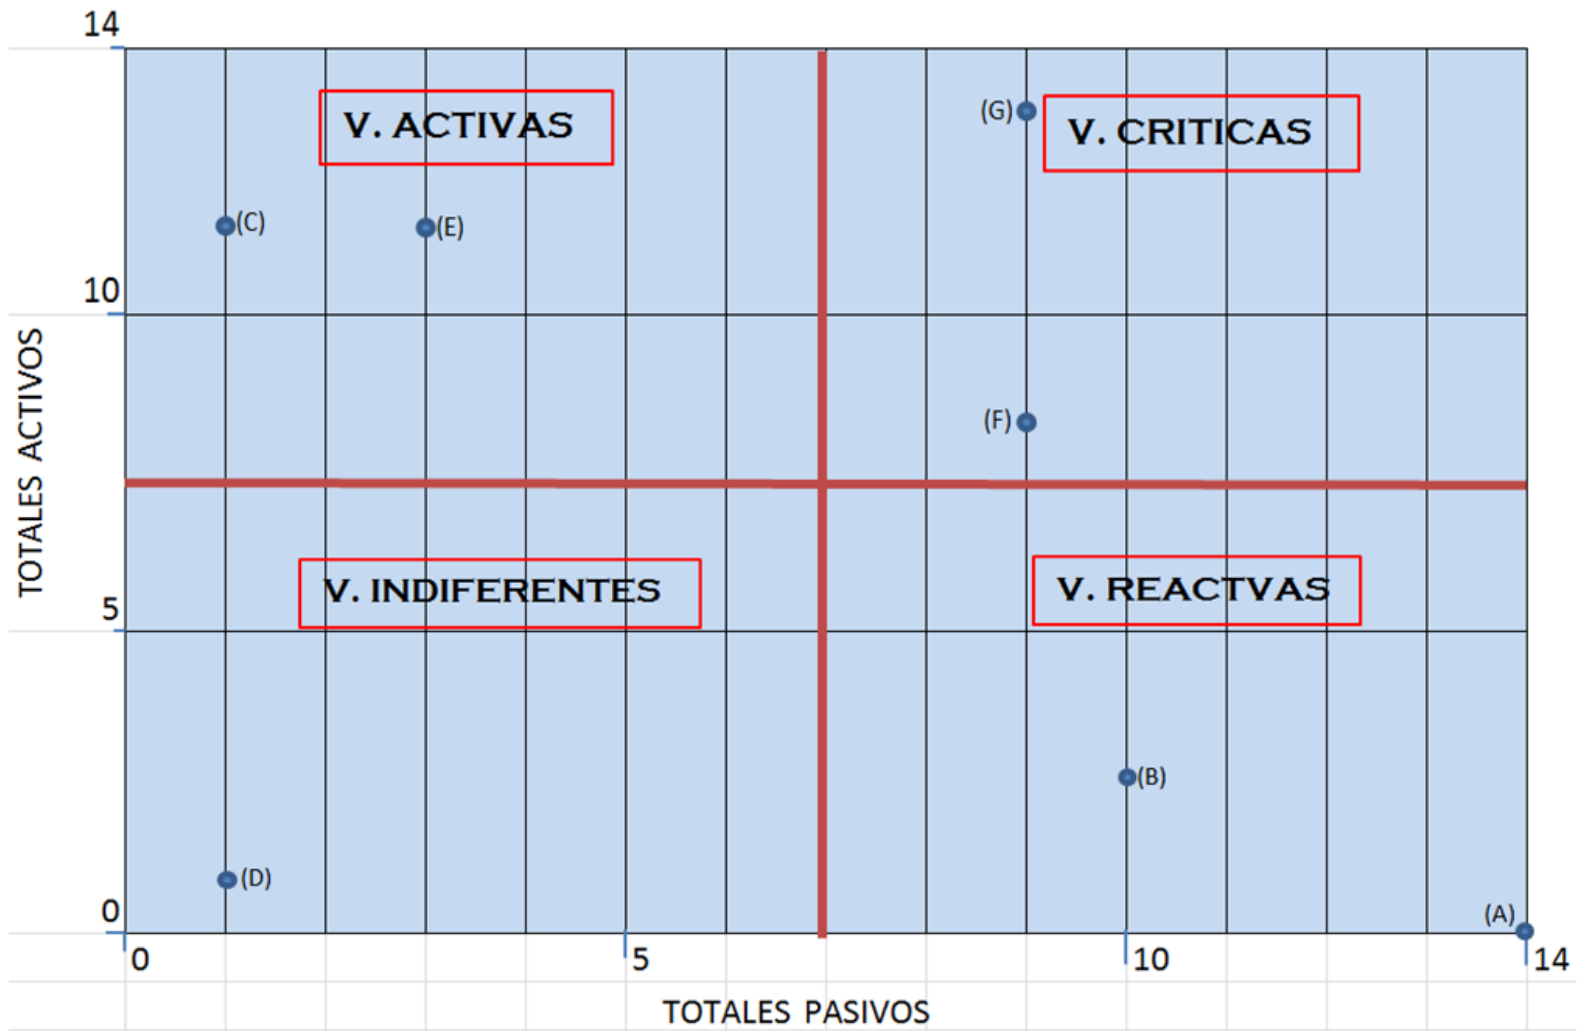 14
V. ACTIVAS
(G)
V. CRITICAS
(C)
(E)
10
TOTALES ACTIVOS
(F)
V. INDIFERENTES
V. REACTVAS
5
(B)
(D)
0
(A)
0
5
10
14
TOTALES PASIVOS